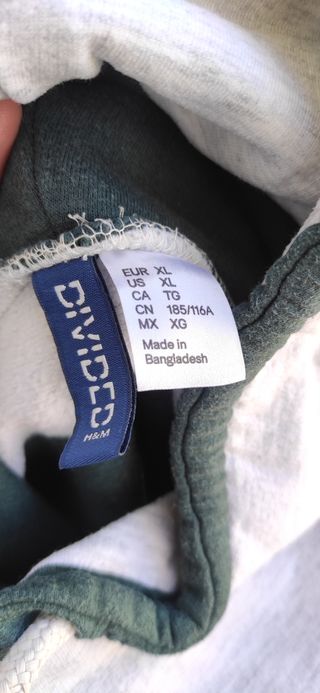 DIVIDED
H&M
EUR XL
US XL
CA TG
CN 185/116A
MX XG
Made in
Bangladesh